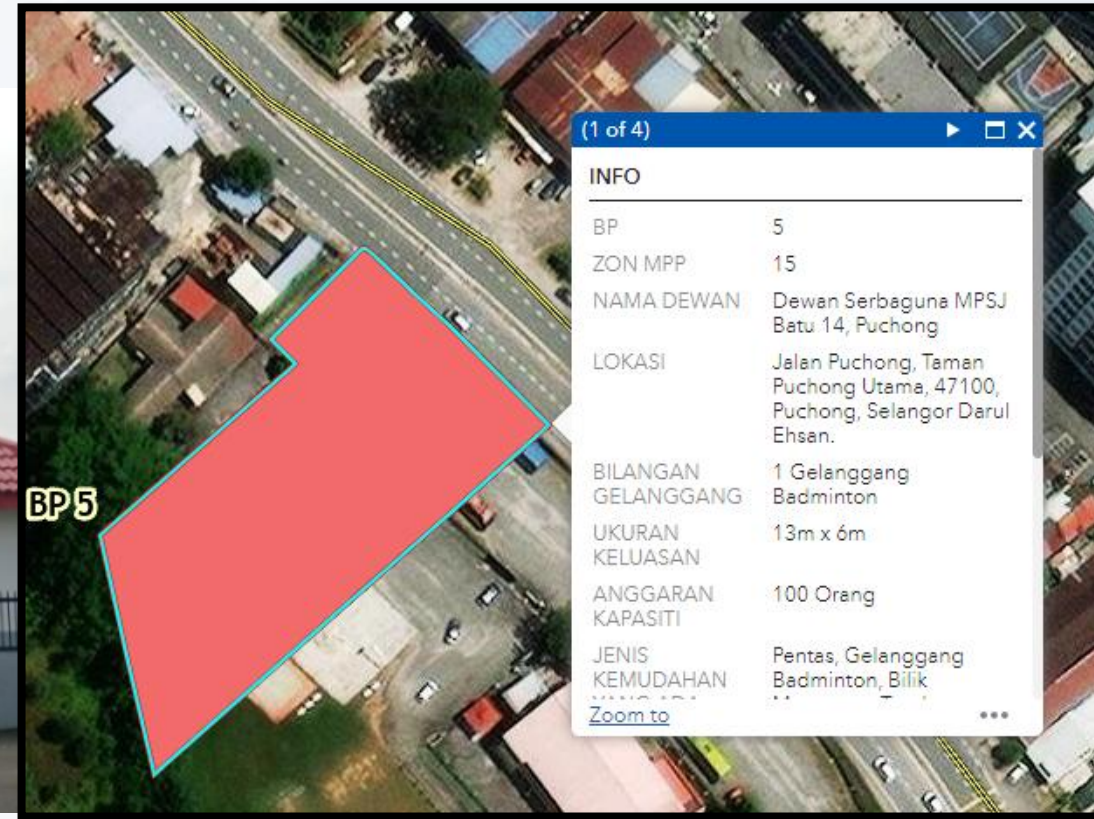 (1 of 4)
INFO
BP 5
ZON MPP 15
NAMA DEWAN Dewan Serbaguna MPSJ
Batu 14, Puchong
LOKASI Jalan Puchong, Taman
Puchong Utama, 47100,
Puchong, Selangor Darul
Ehsan.
BILANGAN 1 Gelanggang
GELANGGANG Badminton
UKURAN 13m x 6m
KELUASAN
ANGGARAN 100 Orang
KAPASITI
JENIS Pentas, Gelanggang
KEMUDAHAN Badminton, Bilik
Zoom to
BP 5